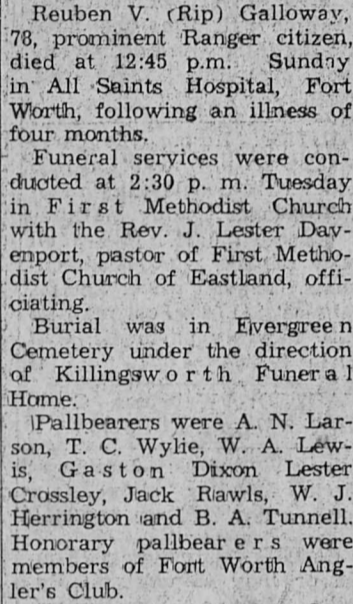 Reuben V. (Rip) Galloway,
78, prominent Ranger citizen,
died at 12:45 p.m. Sunday
in All Saints Hospital, Fort
Worth, following an illness of
four months.
Funeral services were con-
ducted at 2:30 p. m. Tuesday
in First Methodist Church
with the Rev. J. Lester Dav-
enport, pastor of First Metho-
dist Church of Eastland, offi-
ciating.
Burial was in Evergreen
Cemetery under the direction
of Killingsworth Funeral
Home.
Pallbearers were A. N. Lar-
son, T. C. Wylie, W. A. Lew-
is, Gaston Dixon Lester
Crossley, Jack Rawls, W. J.
Herrington and B. A. Tunnell.
Honorary pallbearers were
members of Fort Worth Ang-
ler's Club.